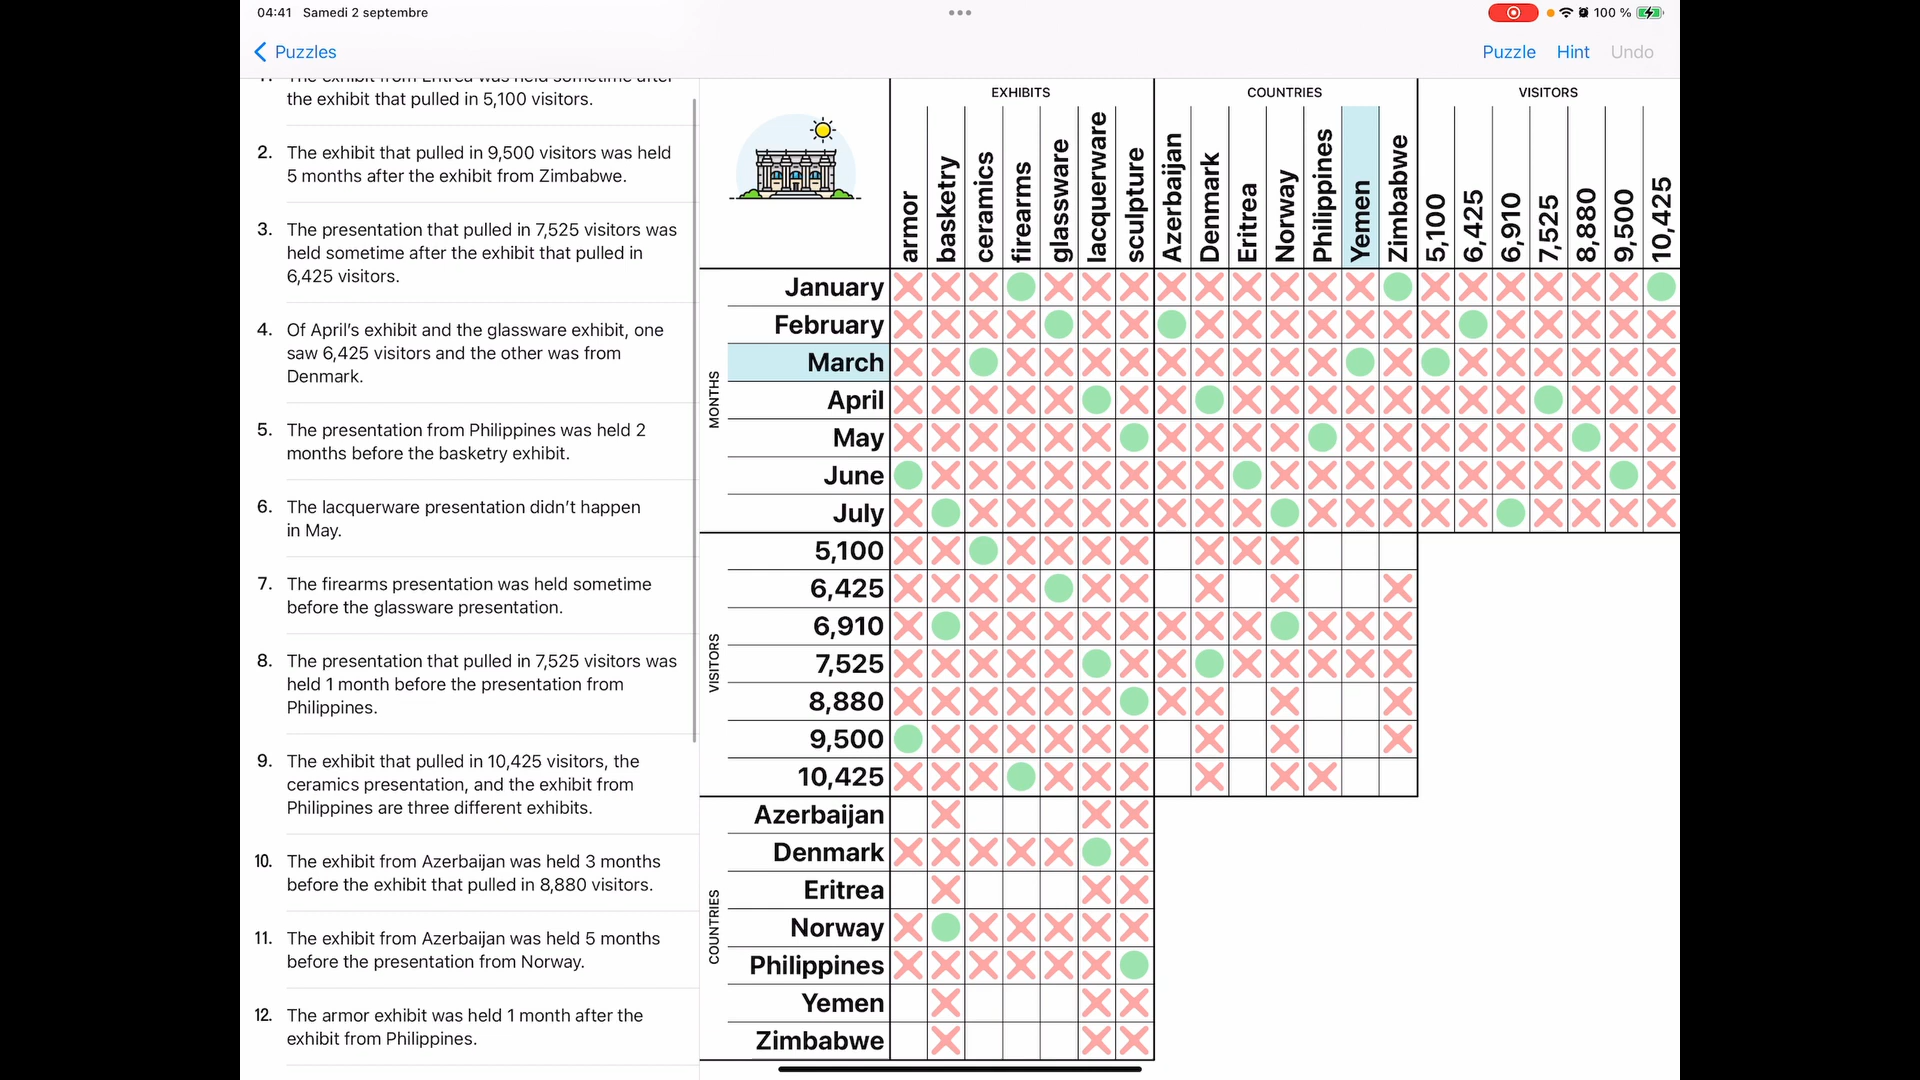 04:41 Samedi 2 septembre
100 %
Puzzles
Puzzle Hint Undo
1. The exhibit from Eritrea was held sometime after
the exhibit that pulled in 5,100 visitors.
2. The exhibit that pulled in 9,500 visitors was held
5 months after the exhibit from Zimbabwe.
3. The presentation that pulled in 7,525 visitors was
held sometime after the exhibit that pulled in
6,425 visitors.
4. Of April’s exhibit and the glassware exhibit, one
saw 6,425 visitors and the other was from
Denmark.
5. The presentation from Philippines was held 2
months before the basketry exhibit.
6. The lacquerware presentation didn’t happen
in May.
7. The firearms presentation was held sometime
before the glassware presentation.
8. The presentation that pulled in 7,525 visitors was
held 1 month before the presentation from
Philippines.
9. The exhibit that pulled in 10,425 visitors, the
ceramics presentation, and the exhibit from
Philippines are three different exhibits.
10. The exhibit from Azerbaijan was held 3 months
before the exhibit that pulled in 8,880 visitors.
11. The exhibit from Azerbaijan was held 5 months
before the presentation from Norway.
12. The armor exhibit was held 1 month after the
exhibit from Philippines.
EXHIBITS
COUNTRIES
VISITORS
armor
basketry
ceramics
firearms
glassware
lacquerware
sculpture
Azerbaijan
Denmark
Eritrea
Norway
Philippines
Yemen
Zimbabwe
5,100
6,425
6,910
7,525
8,880
9,500
10,425
MONTHS
January
February
March
April
May
June
July
VISITORS
5,100
6,425
6,910
7,525
8,880
9,500
10,425
COUNTRIES
Azerbaijan
Denmark
Eritrea
Norway
Philippines
Yemen
Zimbabwe